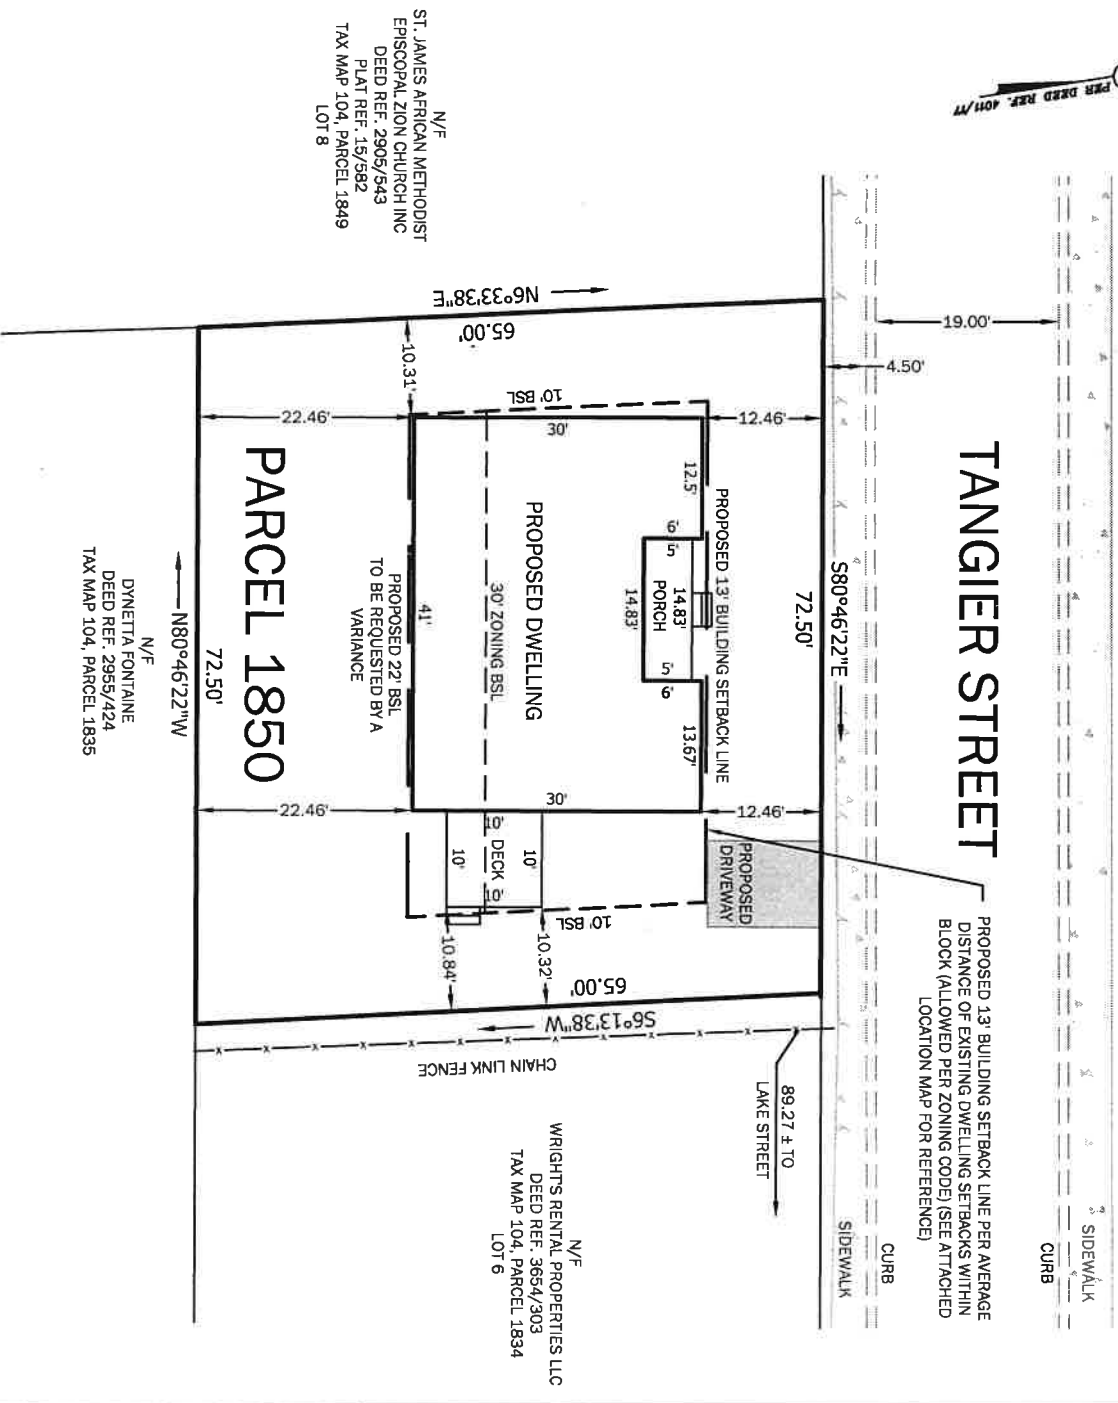 PER DEED REF. 4011/77
TANGIER STREET
SIDEWALK
CURB
CURB
SIDEWALK
19.00'
4.50'
PROPOSED 13' BUILDING SETBACK LINE PER AVERAGE
DISTANCE OF EXISTING DWELLING SETBACKS WITHIN
BLOCK (ALLOWED PER ZONING CODE) (SEE ATTACHED
LOCATION MAP FOR REFERENCE)
S80°46'22"E
72.50'
89.27 ± TO
LAKE STREET
N/F
ST. JAMES AFRICAN METHODIST
EPISCOPAL ZION CHURCH INC
DEED REF. 2905/543
PLAT REF. 15/582
TAX MAP 104, PARCEL 1849
LOT 8
N6°33'38"E
65.00'
12.46'
12.46'
PROPOSED
DRIVEWAY
PROPOSED 13' BUILDING SETBACK LINE
12.5'
6'
5'
14.83'
PORCH
14.83'
5'
6'
13.67'
10' BSL
30'
PROPOSED DWELLING
30' ZONING BSL
30'
10'
10'
DECK
10'
10'
10' BSL
10.32'
10.84'
10.31'
41'
PROPOSED 22' BSL
TO BE REQUESTED BY A
VARIANCE
22.46'
22.46'
65.00'
S6°13'38"W
CHAIN LINK FENCE
N/F
WRIGHT'S RENTAL PROPERTIES LLC
DEED REF. 3654/303
TAX MAP 104, PARCEL 1834
LOT 6
PARCEL 1850
72.50'
N80°46'22"W
N/F
DYNETTA FONTAINE
DEED REF. 2955/424
TAX MAP 104, PARCEL 1835